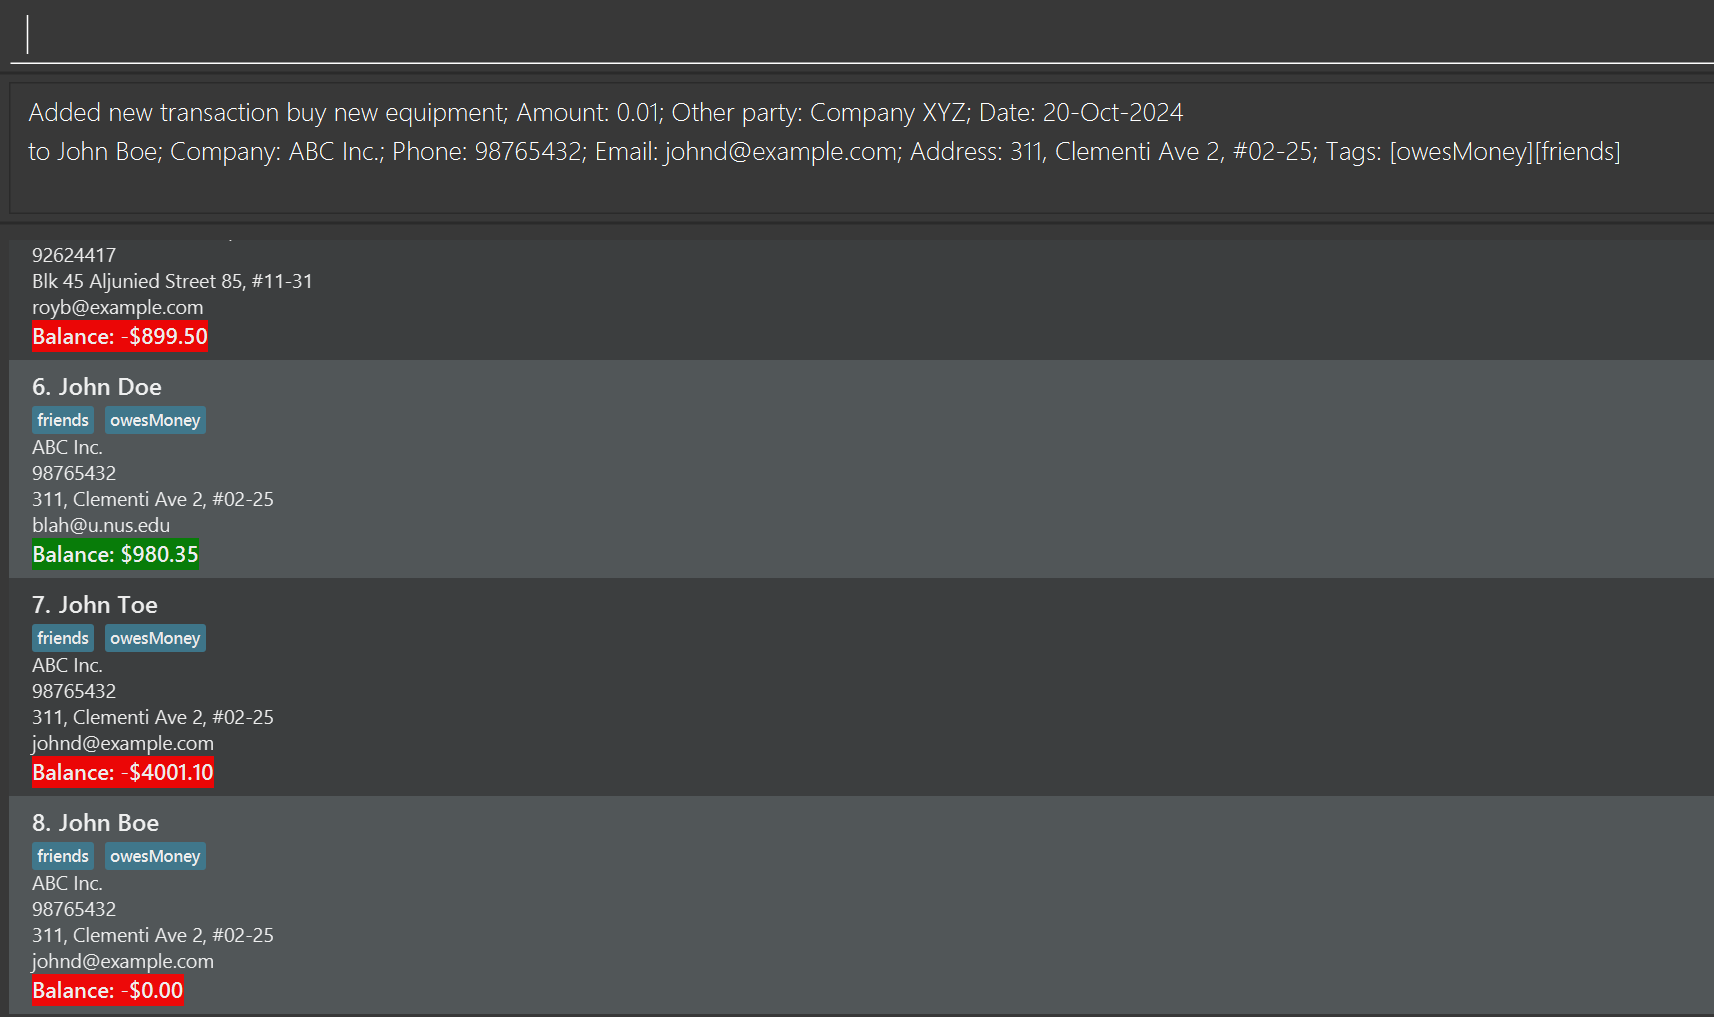 Added new transaction buy new equipment; Amount: 0.01; Other party: Company XYZ; Date: 20-Oct-2024
to John Boe; Company: ABC Inc.; Phone: 98765432; Email: johnd@example.com; Address: 311, Clementi Ave 2, #02-25; Tags: [owesMoney][friends]
92624417
Blk 45 Aljunied Street 85, #11-31
royb@example.com
Balance: -$899.50
6. John Doe
friends owesMoney
ABC Inc.
98765432
311, Clementi Ave 2, #02-25
blah@u.nus.edu
Balance: $980.35
7. John Toe
friends owesMoney
ABC Inc.
98765432
311, Clementi Ave 2, #02-25
johnd@example.com
Balance: -$4001.10
8. John Boe
friends owesMoney
ABC Inc.
98765432
311, Clementi Ave 2, #02-25
johnd@example.com
Balance: -$0.00